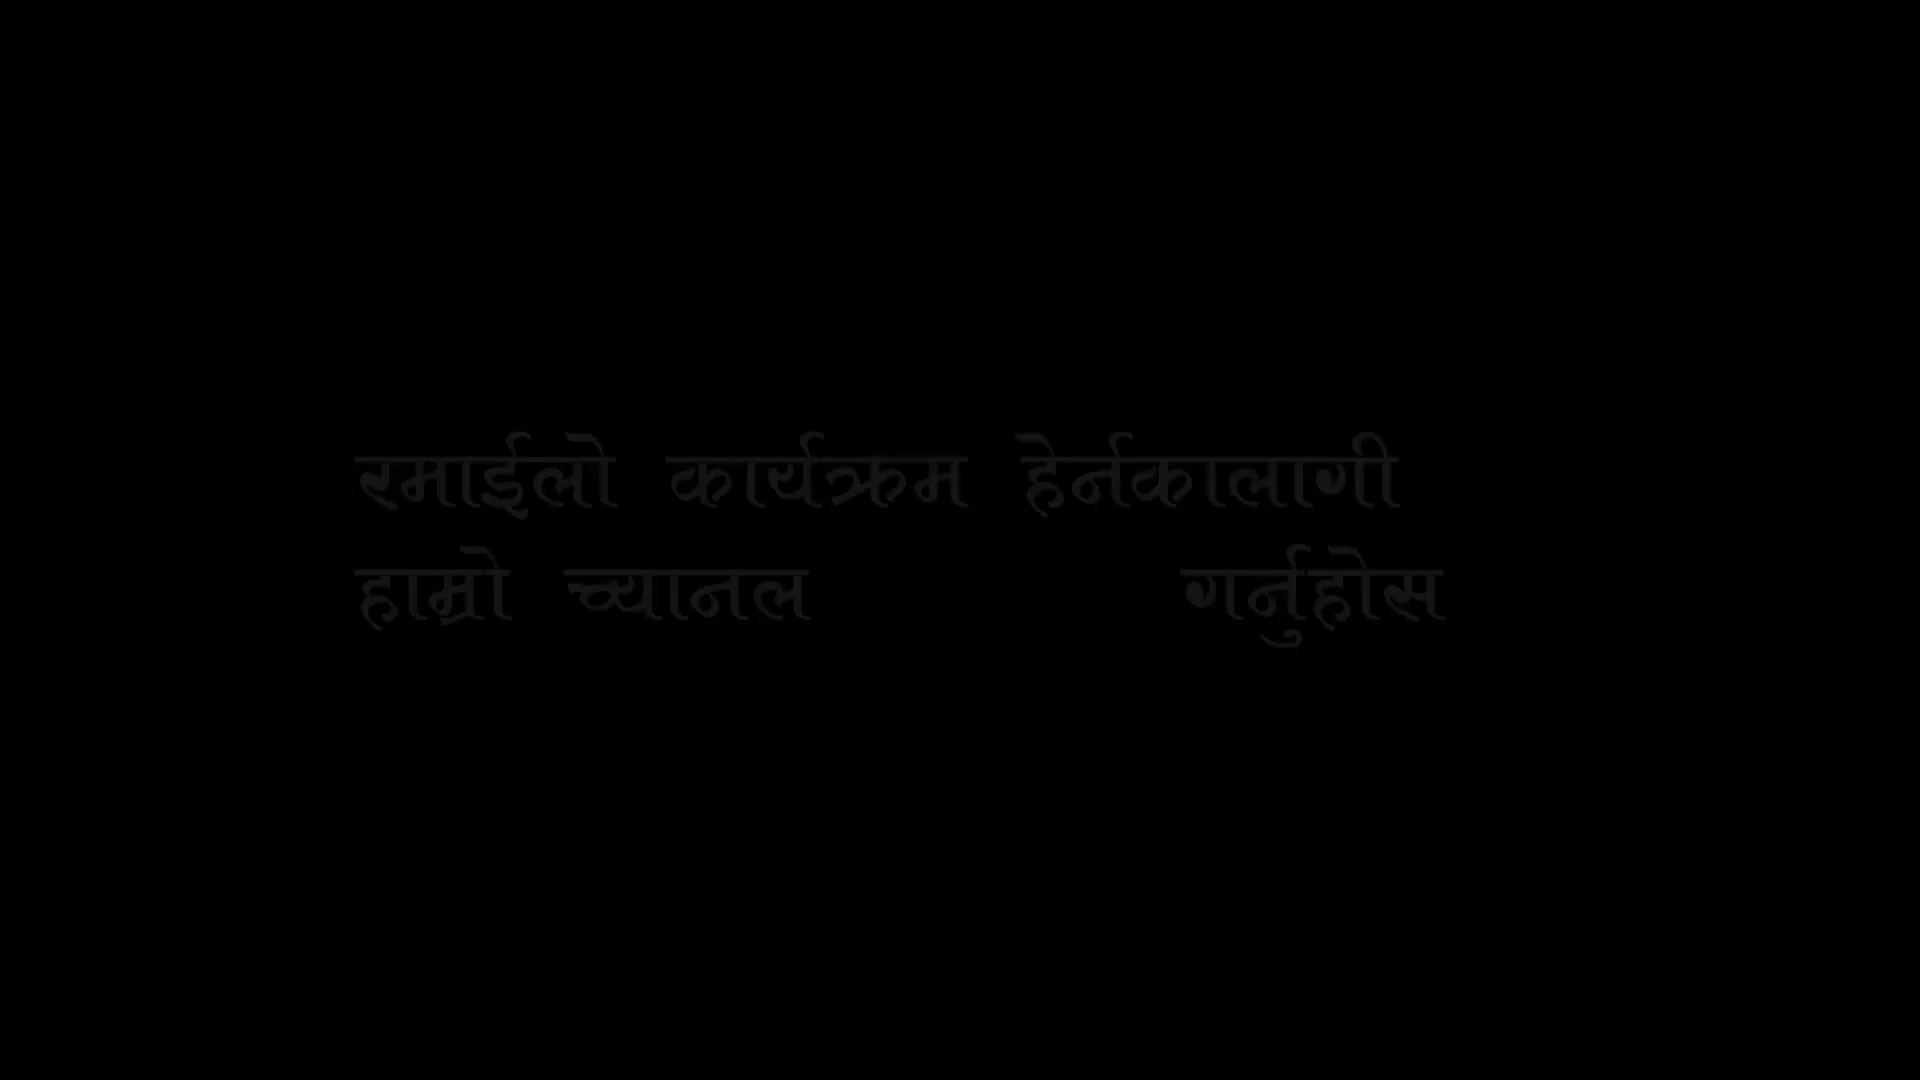 रमाईलो कार्यक्रम हेर्नकालागी
हाम्रो च्यानल गर्नुहोस